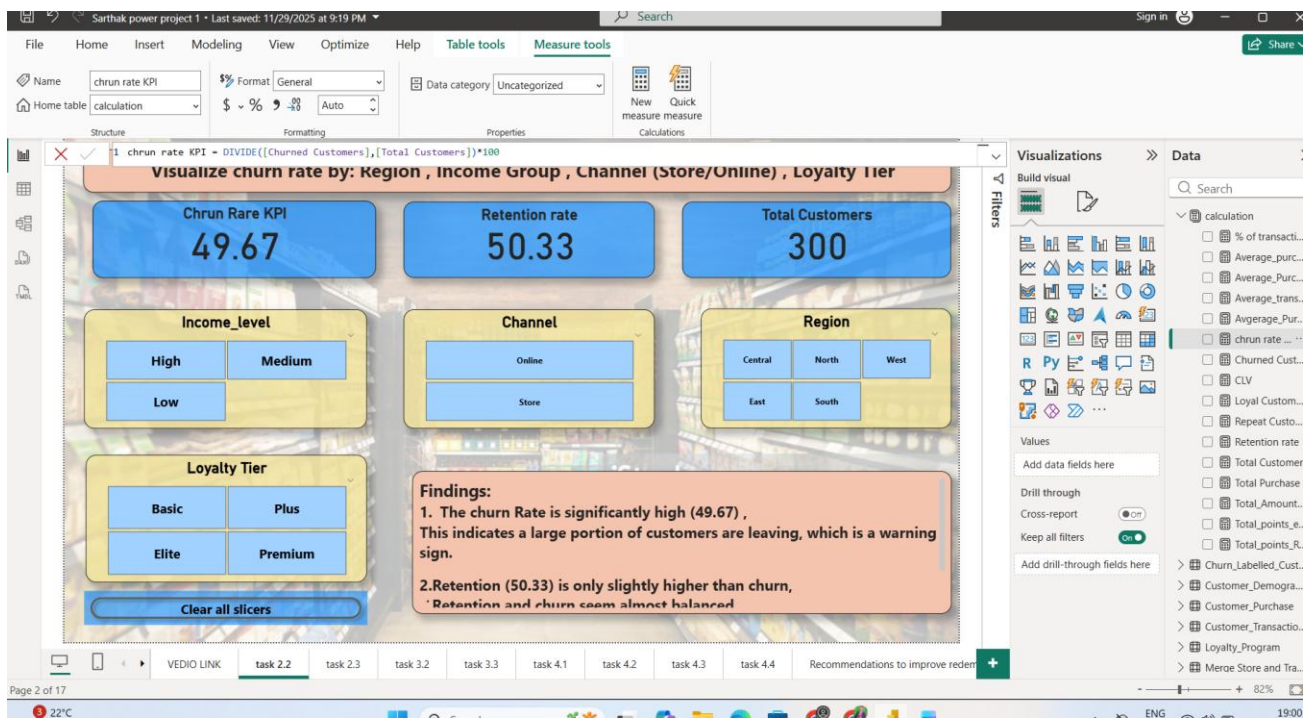 Sarthak power project 1 • Last saved: 11/29/2025 at 9:19 PM
Search
Sign in
File Home Insert Modeling View Optimize Help Table tools Measure tools
Share
Name chrun rate KPI
Format General
Data category Uncategorized
Home table calculation
$ % Auto
New measure
Quick measure
Structure Formatting Properties Calculations
1 chrun rate KPI = DIVIDE([Churned Customers],[Total Customers])*100
Visualize churn rate by: Region , Income Group , Channel (Store/Online) , Loyalty Tier
Chrun Rare KPI
49.67
Retention rate
50.33
Total Customers
300
Income_level
High Medium
Low
Channel
Online
Store
Region
Central North West
East South
Loyalty Tier
Basic Plus
Elite Premium
Clear all slicers
Findings:
1. The churn Rate is significantly high (49.67) ,
This indicates a large portion of customers are leaving, which is a warning
sign.
2.Retention (50.33) is only slightly higher than churn,
Retention and churn seem almost balanced
Filters
Visualizations
Build visual
123
R Py
Values
Add data fields here
Drill through
Cross-report Off
Keep all filters On
Add drill-through fields here
Data
Search
calculation
% of transacti...
Average_purc...
Average_Purc...
Average_trans...
Avgerage_Pur...
chrun rate ...
Churned Cust...
CLV
Loyal Custom...
Repeat Custo...
Retention rate
Total Customer
Total Purchase
Total_Amount...
Total_points_e...
Total_points_R...
Churn_Labelled_Cust...
Customer_Demogra...
Customer_Purchase
Customer_Transactio...
Loyalty_Program
Merge Store and Tra...
VEDIO LINK task 2.2 task 2.3 task 3.2 task 3.3 task 4.1 task 4.2 task 4.3 task 4.4 Recommendations to improve redem
Page 2 of 17
82%
3 22°C
ENG
19:00